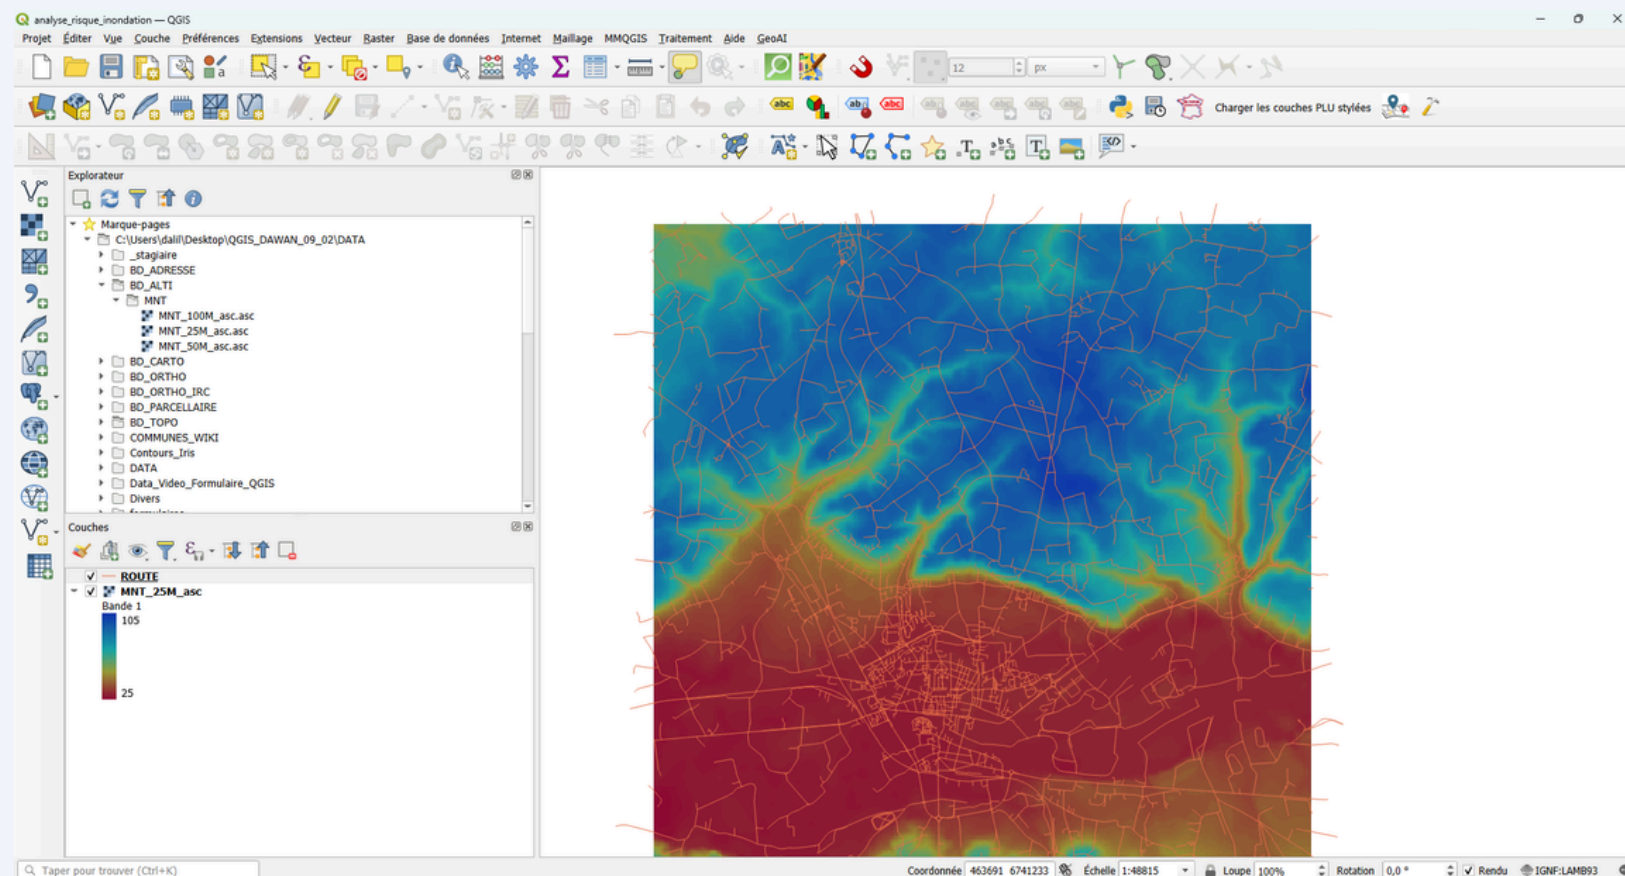 analyse_risque_inondation — QGIS
Projet Éditer Vue Couche Préférences Extensions Vecteur Raster Base de données Internet Maillage MMQGIS Traitement Aide GeoAI
12 px
abc abc abc Charger les couches PLU stylées
Explorateur
Marque-pages
C:\Users\dalil\Desktop\QGIS_DAWAN_09_02\DATA
_stagiaire
BD_ADRESSE
BD_ALTI
MNT
MNT_100M_asc.asc
MNT_25M_asc.asc
MNT_50M_asc.asc
BD_CARTO
BD_ORTHO
BD_ORTHO_IRC
BD_PARCELLAIRE
BD_TOPO
COMMUNES_WIKI
Contours_Iris
DATA
Data_Video_Formulaire_QGIS
Divers
Couches
ROUTE
MNT_25M_asc
Bande 1
105
25
Taper pour trouver (Ctrl+K) Coordonnée 463691 6741233 Échelle 1:48815 Loupe 100% Rotation 0,0 ° Rendu IGNF:LAMB93